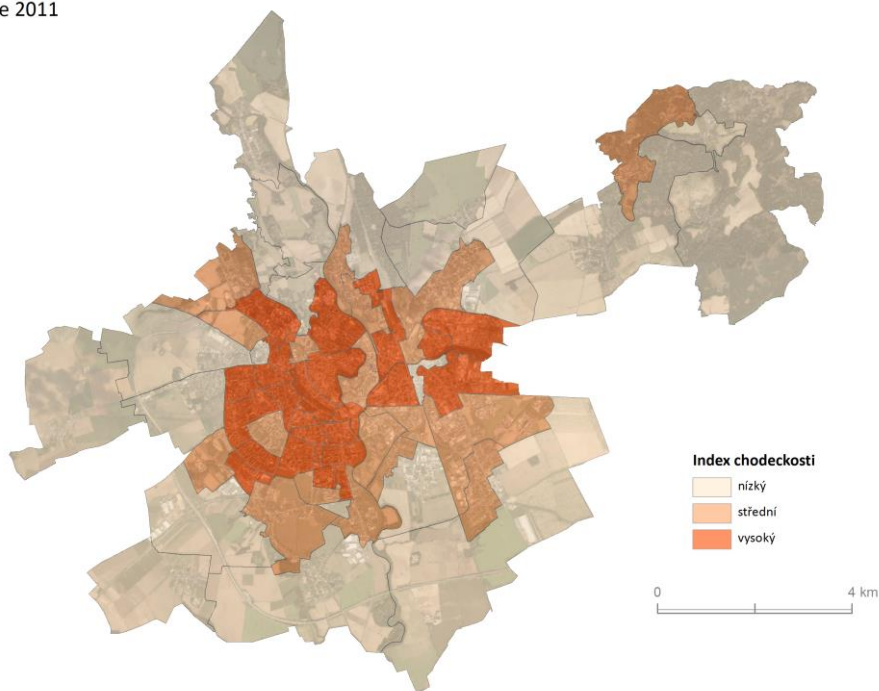 e 2011
Index chodeckosti
nízký
střední
vysoký
0 4 km